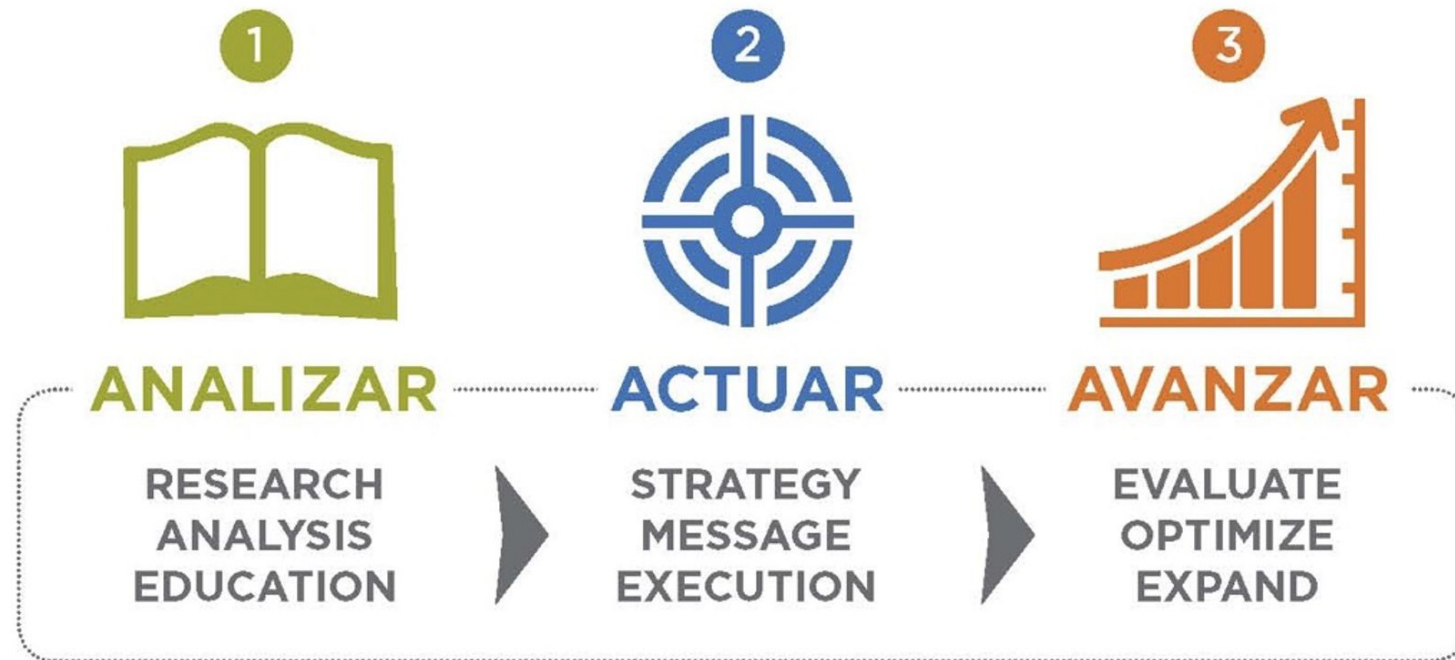 1
2
3
ANALIZAR
ACTUAR
AVANZAR
RESEARCH
ANALYSIS
EDUCATION
STRATEGY
MESSAGE
EXECUTION
EVALUATE
OPTIMIZE
EXPAND